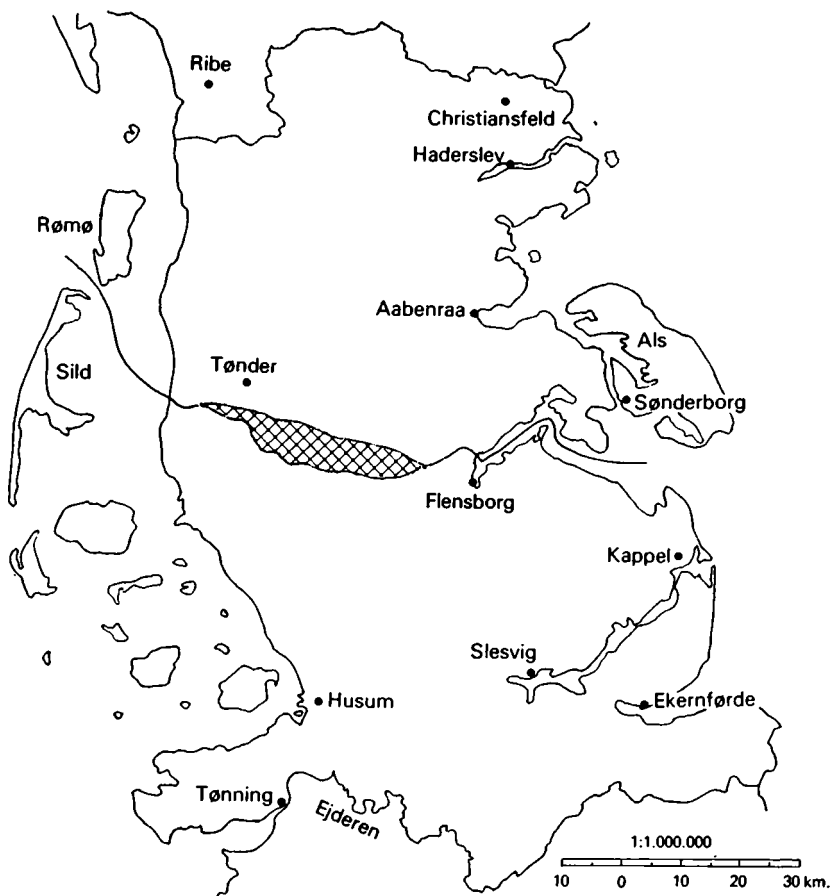 Ribe
Christiansfeld
Haderslev
Rømø
Aabenraa
Als
Sild
Tønder
Sønderborg
Flensborg
Kappel
Slesvig
Ekernførde
Husum
Tønning
Ejderen
1:1.000.000
10 0 10 20 30 km.